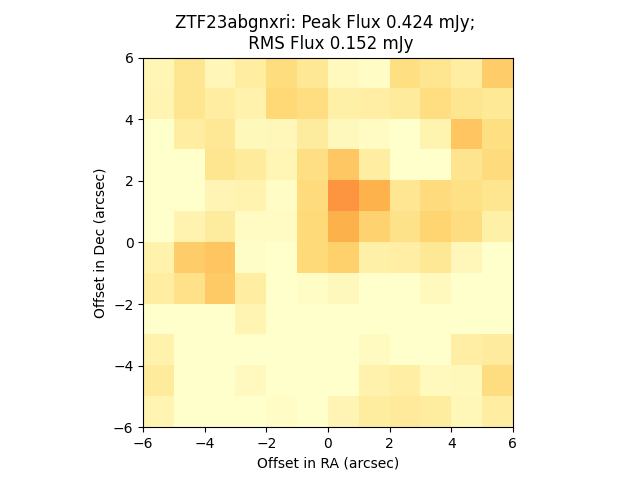 ZTF23abgnxri: Peak Flux 0.424 mJy;
RMS Flux 0.152 mJy
6
4
2
0
−2
−4
−6
Offset in Dec (arcsec)
−6 −4 −2 0 2 4 6
Offset in RA (arcsec)